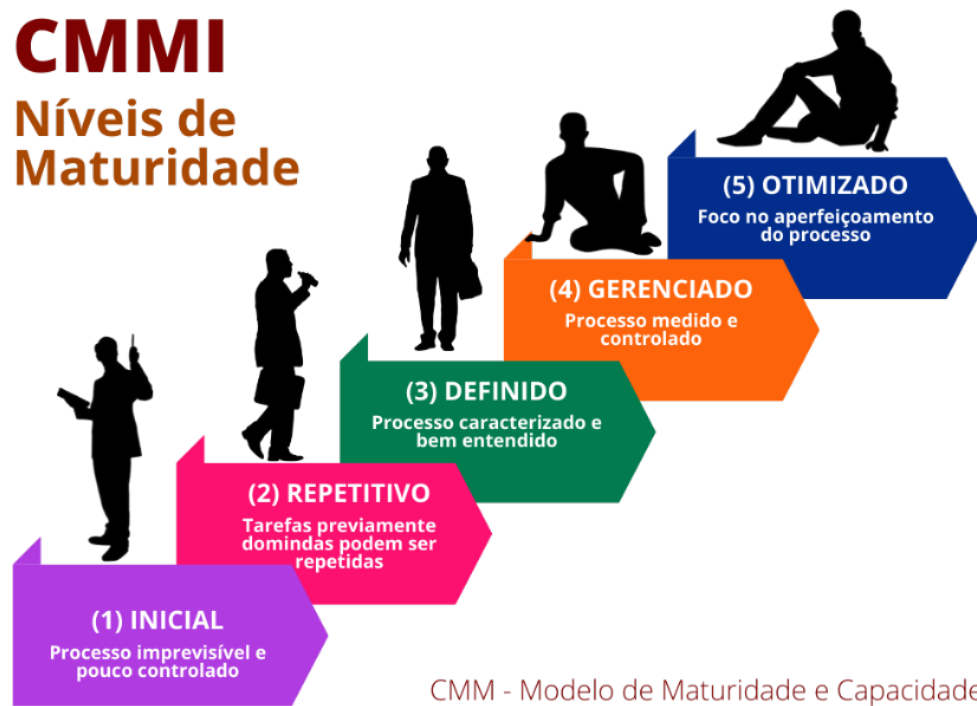 CMMI
Níveis de
Maturidade
(5) OTIMIZADO
Foco no aperfeiçoamento
do processo
(4) GERENCIADO
Processo medido e
controlado
(3) DEFINIDO
Processo caracterizado e
bem entendido
(2) REPETITIVO
Tarefas previamente
domindas podem ser
repetidas
(1) INICIAL
Processo imprevisível e
pouco controlado
CMM - Modelo de Maturidade e Capacidade